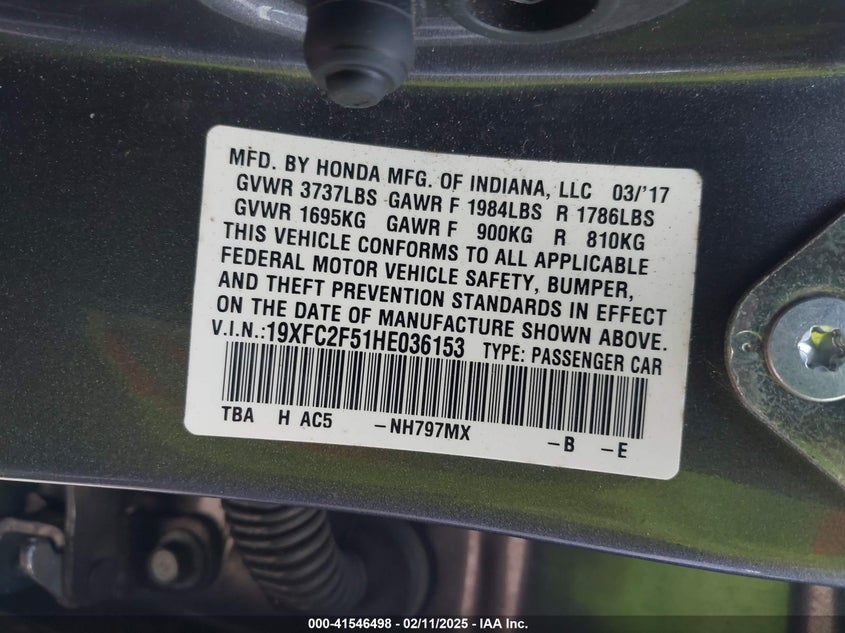 MFD. BY HONDA MFG. OF INDIANA, LLC 03/'17
GVWR 3737LBS GAWR F 1984LBS R 1786LBS
GVWR 1695KG GAWR F 900KG R 810KG
THIS VEHICLE CONFORMS TO ALL APPLICABLE
FEDERAL MOTOR VEHICLE SAFETY, BUMPER,
AND THEFT PREVENTION STANDARDS IN EFFECT
ON THE DATE OF MANUFACTURE SHOWN ABOVE.
V.I.N.:19XFC2F51HE036153 TYPE: PASSENGER CAR
TBA H AC5 –NH797MX –B –E
000-41546498 - 02/11/2025 - IAA Inc.